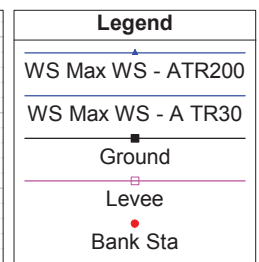 Legend
WS Max WS - ATR200
WS Max WS - A TR30
Ground
Levee
Bank Sta